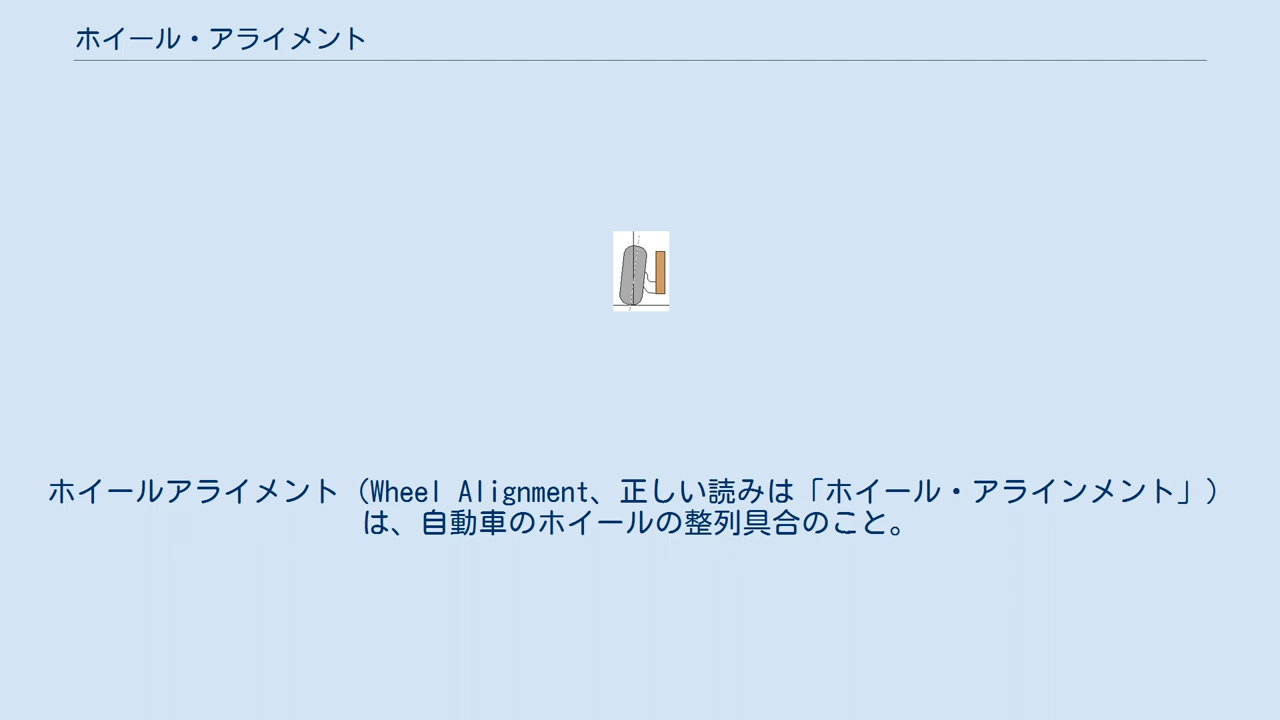 ホイール・アライメント
ホイールアライメント（Wheel Alignment、正しい読みは「ホイール・アラインメント」）
は、自動車のホイールの整列具合のこと。